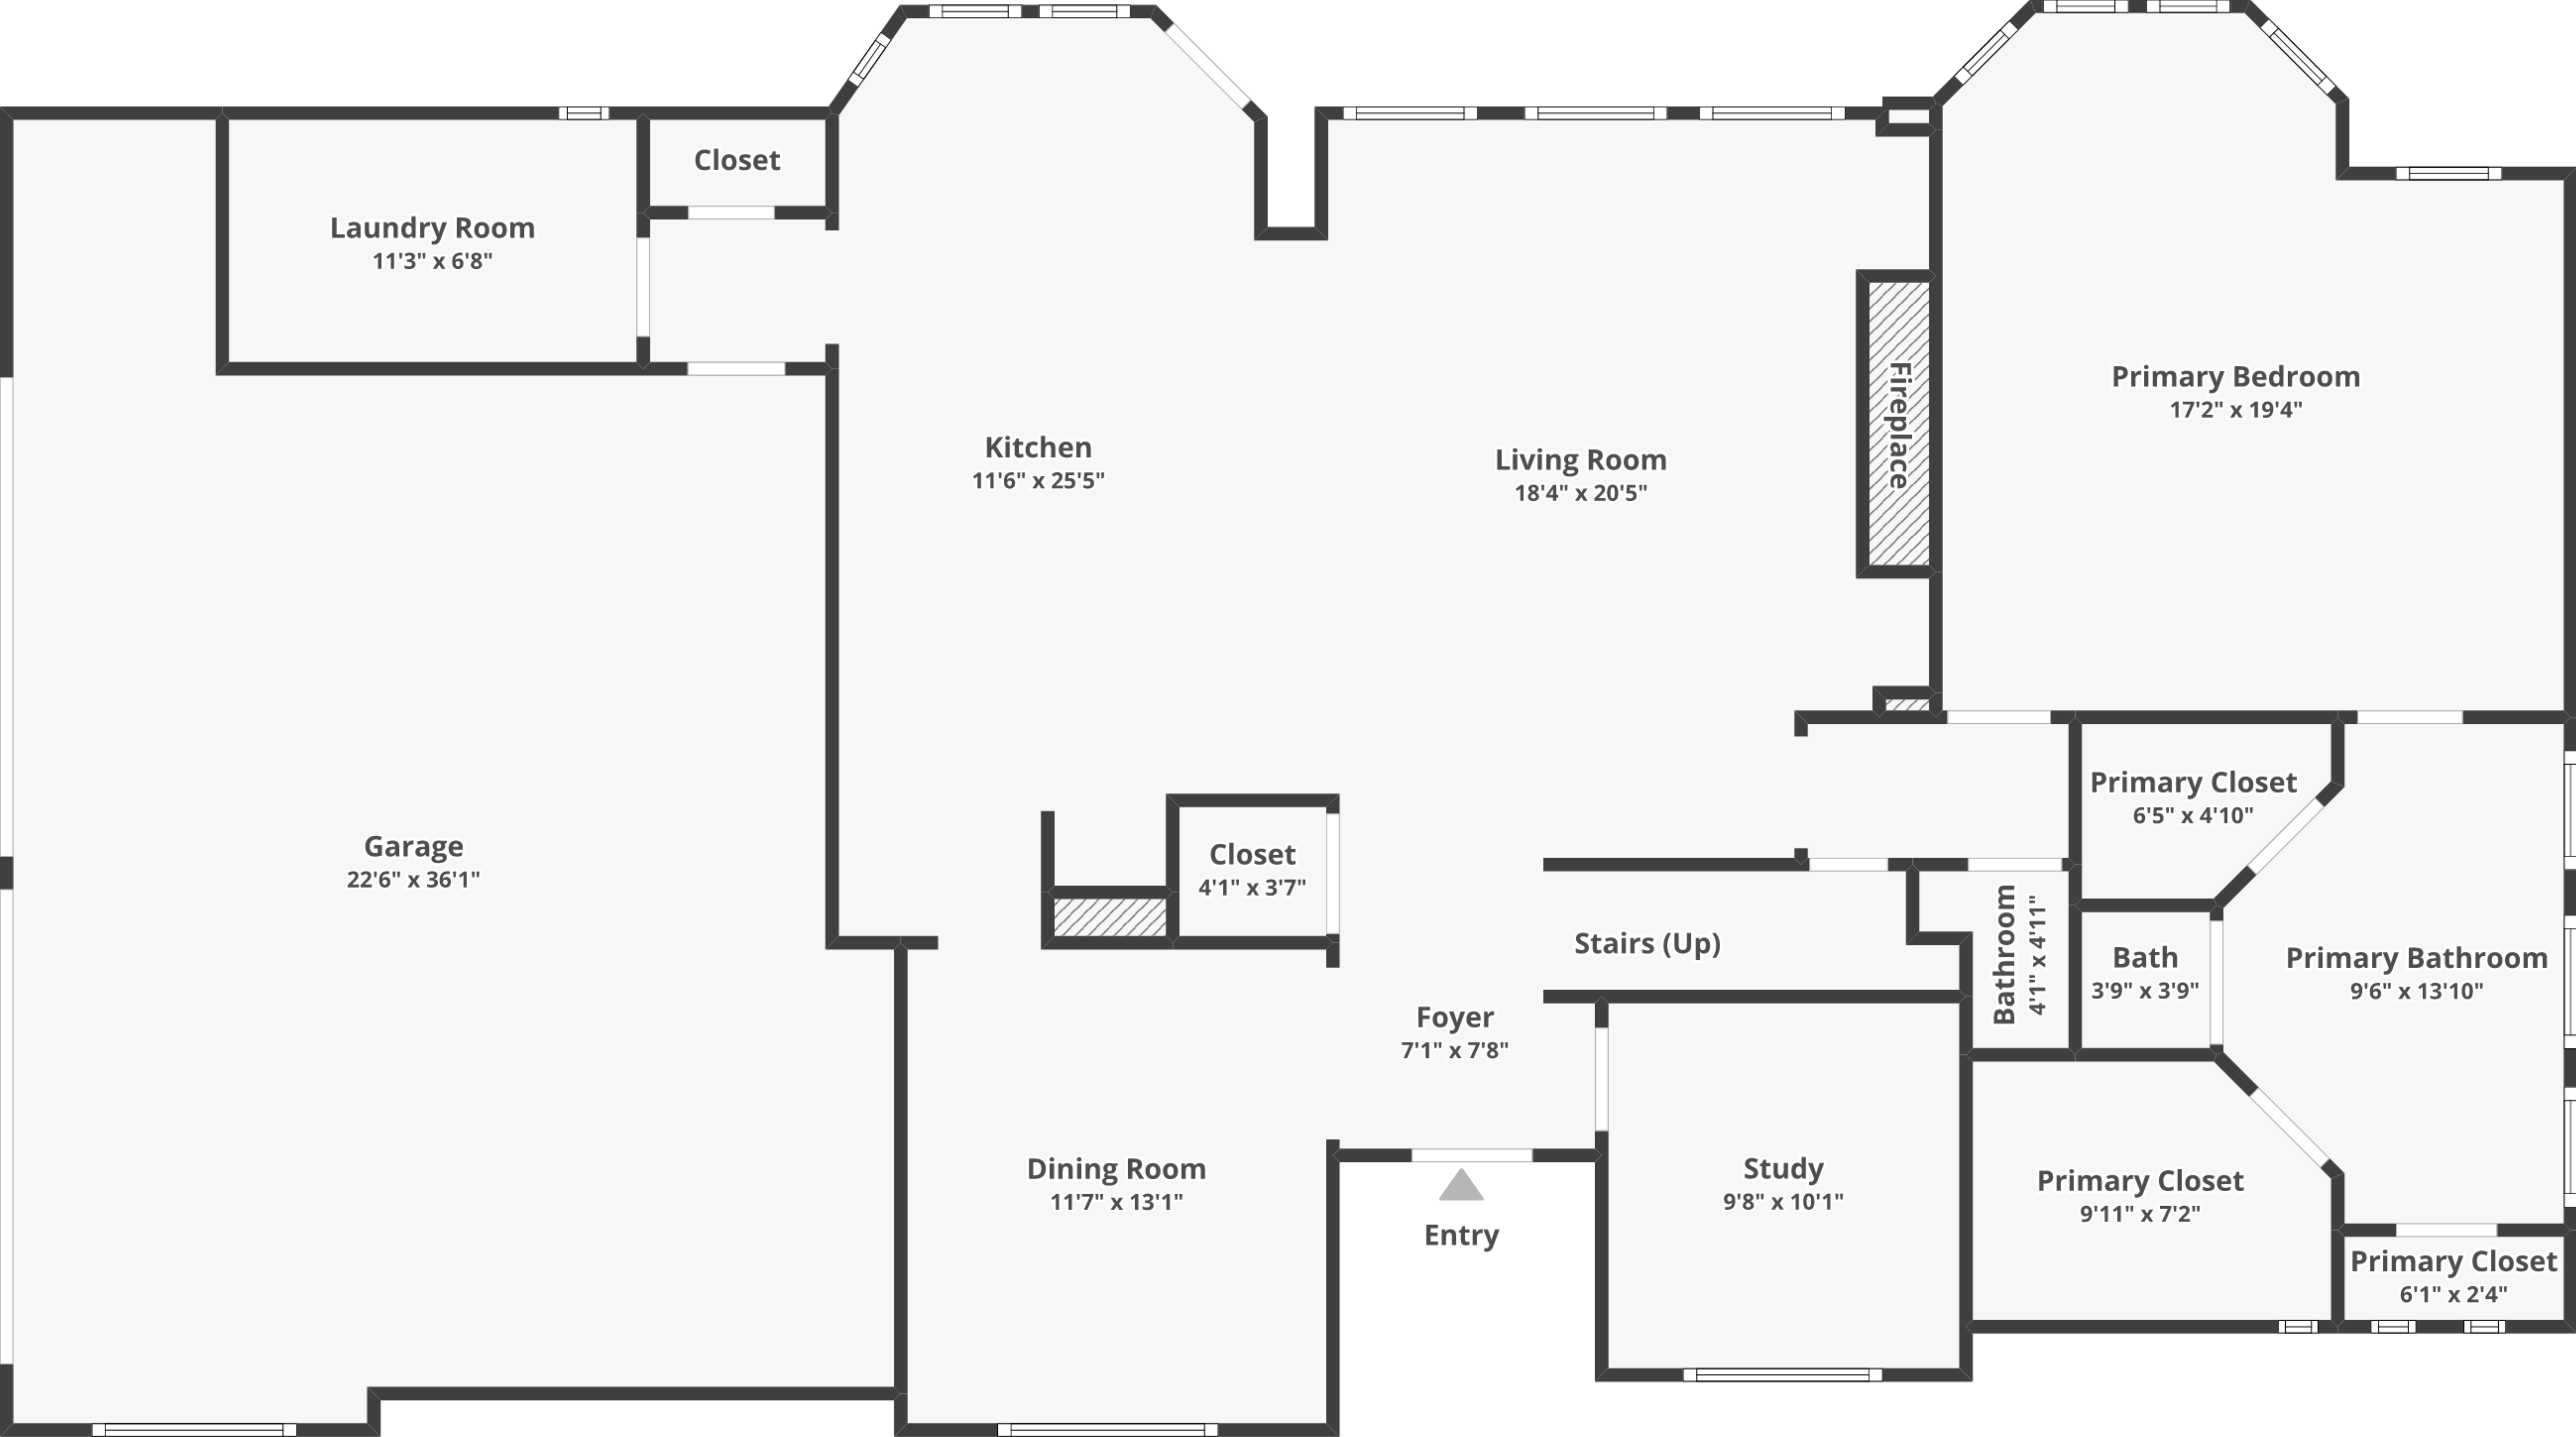 Closet
Laundry Room
11'3" x 6'8"
Kitchen
11'6" x 25'5"
Living Room
18'4" x 20'5"
Fireplace
Primary Bedroom
17'2" x 19'4"
Garage
22'6" x 36'1"
Closet
4'1" x 3'7"
Primary Closet
6'5" x 4'10"
Stairs (Up)
Bathroom
4'1" x 4'11"
Bath
3'9" x 3'9"
Primary Bathroom
9'6" x 13'10"
Foyer
7'1" x 7'8"
Dining Room
11'7" x 13'1"
Entry
Study
9'8" x 10'1"
Primary Closet
9'11" x 7'2"
Primary Closet
6'1" x 2'4"